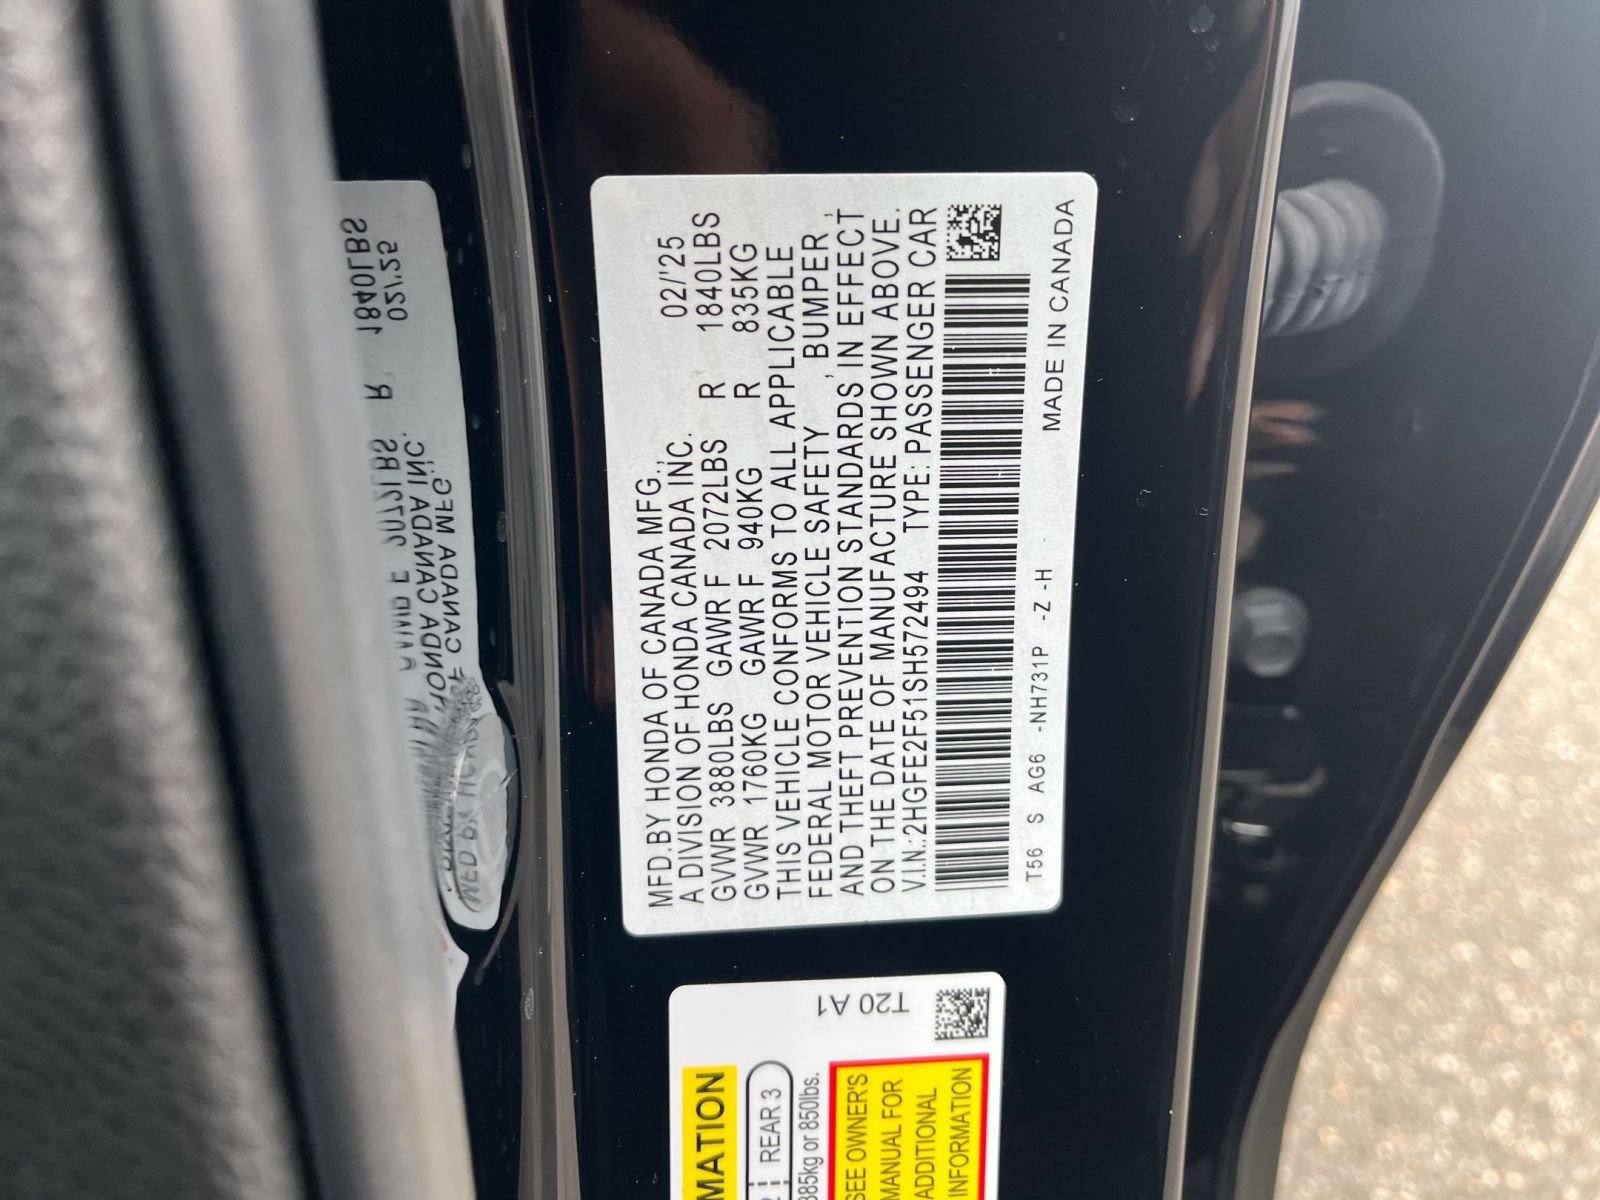 MFD.BY HONDA OF CANADA MFG.,
A DIVISION OF HONDA CANADA INC. 02/'25
GVWR 3880LBS GAWR F 2072LBS R 1840LBS
GVWR 1760KG GAWR F 940KG R 835KG
THIS VEHICLE CONFORMS TO ALL APPLICABLE
FEDERAL MOTOR VEHICLE SAFETY , BUMPER,
AND THEFT PREVENTION STANDARDS IN EFFECT
ON THE DATE OF MANUFACTURE SHOWN ABOVE.
V.I.N.:2HGFE2F51SH572494 TYPE: PASSENGER CAR
T56 S AG6 -NH731P -Z -H MADE IN CANADA
T20 A1
REAR 3
385kg or 850lbs.
SEE OWNER'S
MANUAL FOR
ADDITIONAL
INFORMATION